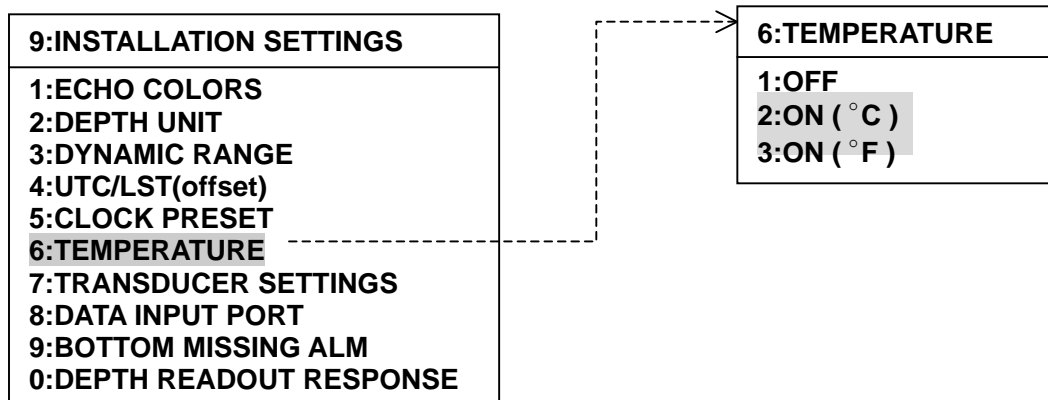 9:INSTALLATION SETTINGS
1:ECHO COLORS
2:DEPTH UNIT
3:DYNAMIC RANGE
4:UTC/LST(offset)
5:CLOCK PRESET
6:TEMPERATURE
7:TRANSDUCER SETTINGS
8:DATA INPUT PORT
9:BOTTOM MISSING ALM
0:DEPTH READOUT RESPONSE
6:TEMPERATURE
1:OFF
2:ON ( °C )
3:ON ( °F )